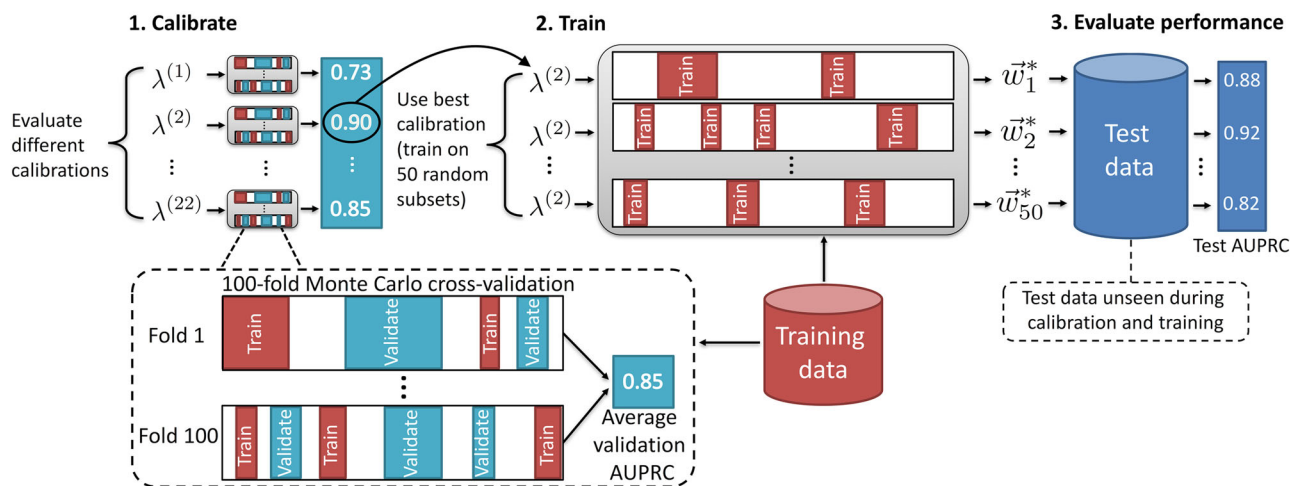 1. Calibrate
2. Train
3. Evaluate performance
Evaluate
different
calibrations
λ(1)
λ(2)
...
λ(22)
0.73
0.90
...
0.85
Use best
calibration
(train on
50 random
subsets)
λ(2)
λ(2)
...
λ(2)
Train Train
Train Train Train Train
...
Train Train Train
w⃗*1
w⃗*2
...
w⃗*50
Test
data
0.88
0.92
...
0.82
Test AUPRC
Test data unseen during
calibration and training
100-fold Monte Carlo cross-validation
Fold 1
Train Validate Train Validate
...
Fold 100
Train Validate Train Validate Validate Train
0.85
Average
validation
AUPRC
Training
data